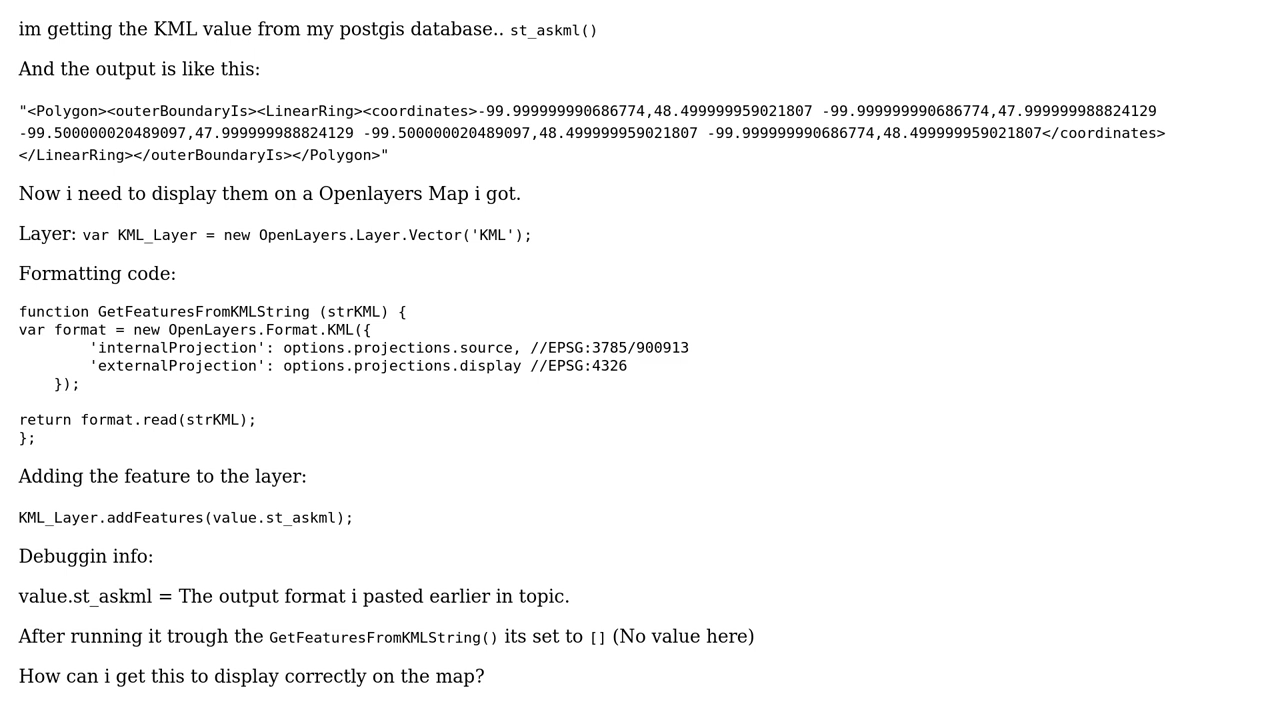 im getting the KML value from my postgis database.. st_askml()
And the output is like this:
"<Polygon><outerBoundaryIs><LinearRing><coordinates>-99.999999990686774,48.499999959021807 -99.999999990686774,47.999999988824129
-99.500000020489097,47.999999988824129 -99.500000020489097,48.499999959021807 -99.999999990686774,48.499999959021807</coordinates>
</LinearRing></outerBoundaryIs></Polygon>"
Now i need to display them on a Openlayers Map i got.
Layer: var KML_Layer = new OpenLayers.Layer.Vector('KML');
Formatting code:
function GetFeaturesFromKMLString (strKML) {
var format = new OpenLayers.Format.KML({
        'internalProjection': options.projections.source, //EPSG:3785/900913
        'externalProjection': options.projections.display //EPSG:4326
    });
return format.read(strKML);
};
Adding the feature to the layer:
KML_Layer.addFeatures(value.st_askml);
Debuggin info:
value.st_askml = The output format i pasted earlier in topic.
After running it trough the GetFeaturesFromKMLString() its set to [] (No value here)
How can i get this to display correctly on the map?